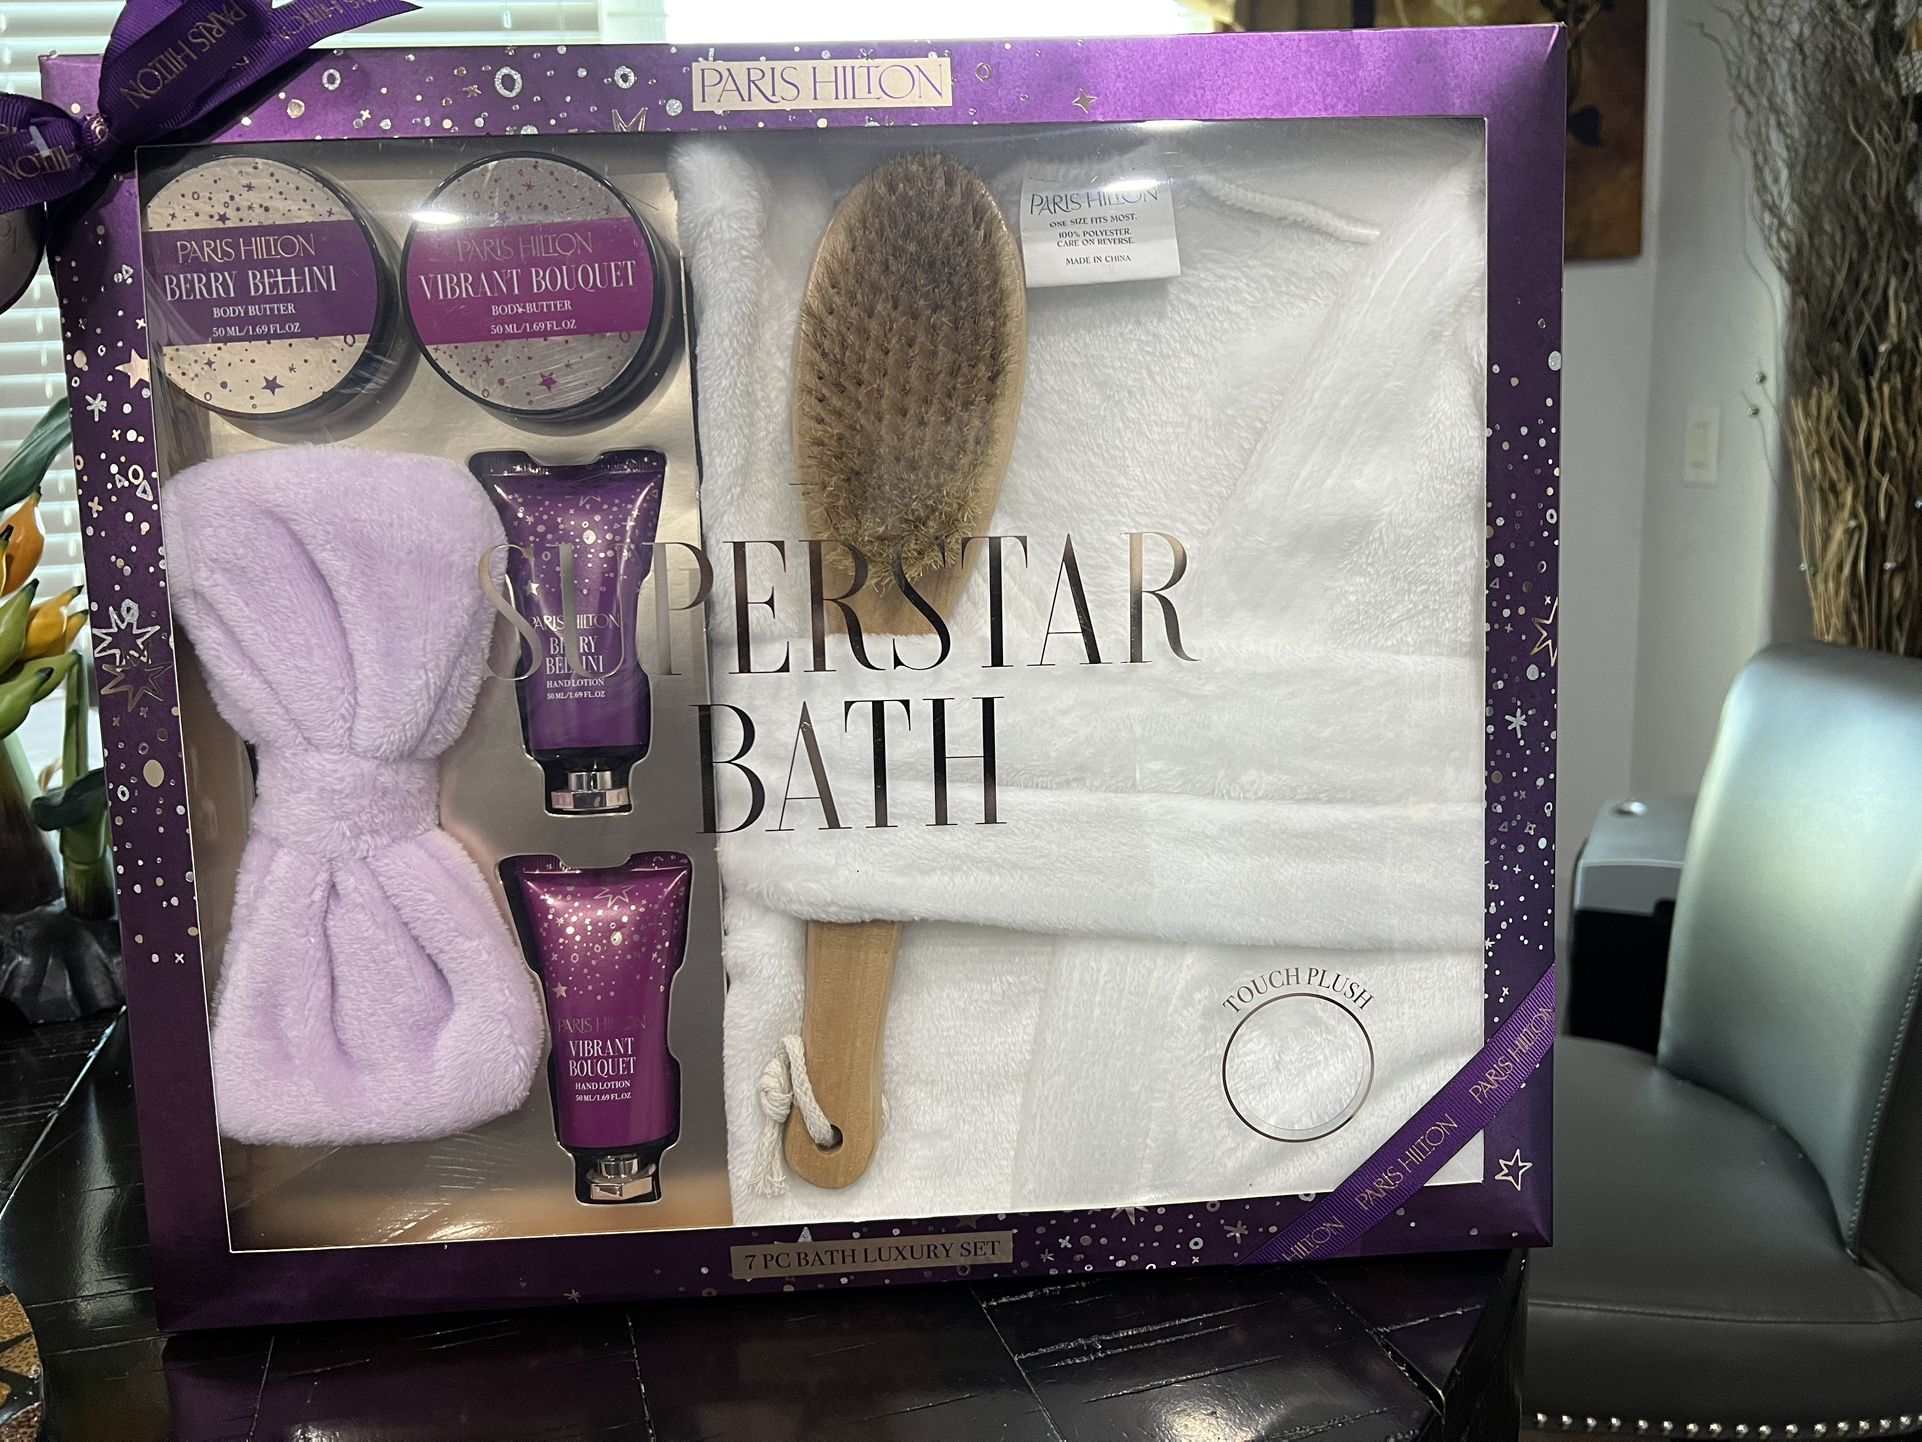 PARIS HILTON
PARIS HILTON
PARIS HILTON
BERRY BELLINI
BODY BUTTER
50 ML/1.69 FL.OZ
PARIS HILTON
VIBRANT BOUQUET
BODY BUTTER
50 ML/1.69 FL.OZ
PARIS HILTON
ONE SIZE FITS MOST.
100% POLYESTER.
CARE ON REVERSE.
MADE IN CHINA
SUPERSTAR
BATH
PARIS HILTON
BERRY
BELLINI
HAND LOTION
50 ML/1.69 FL.OZ
PARIS HILTON
VIBRANT
BOUQUET
HAND LOTION
50 ML/1.69 FL.OZ
TOUCH PLUSH
HILTON PARIS HILTON PARIS HILTON
7 PC BATH LUXURY SET